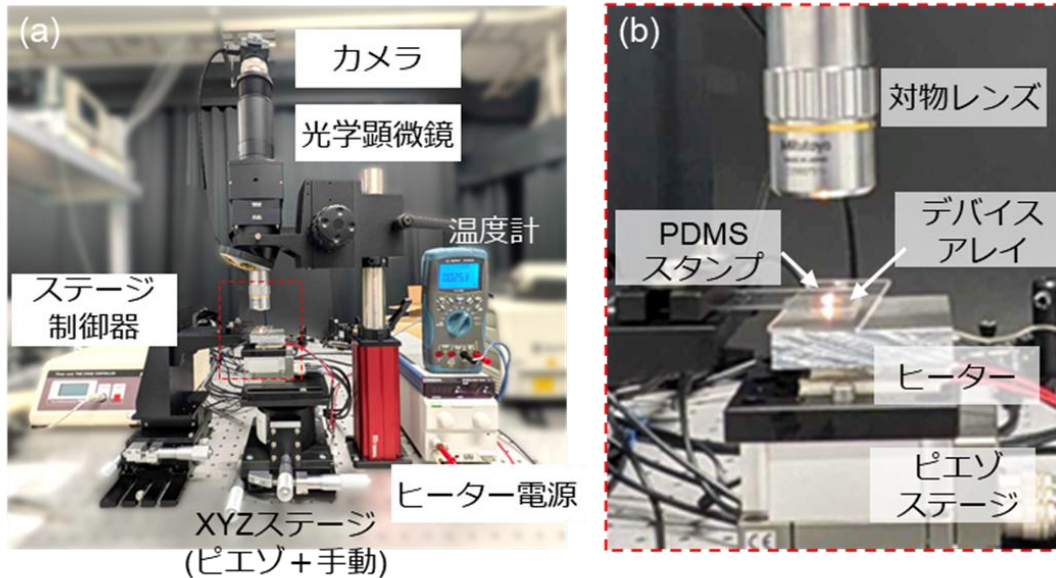 (a)
カメラ
光学顕微鏡
温度計
ステージ
制御器
ヒーター電源
XYZステージ
(ピエゾ+手動)
(b)
対物レンズ
Mitutoyo
PDMS
スタンプ
デバイス
アレイ
ヒーター
ピエゾ
ステージ
CE